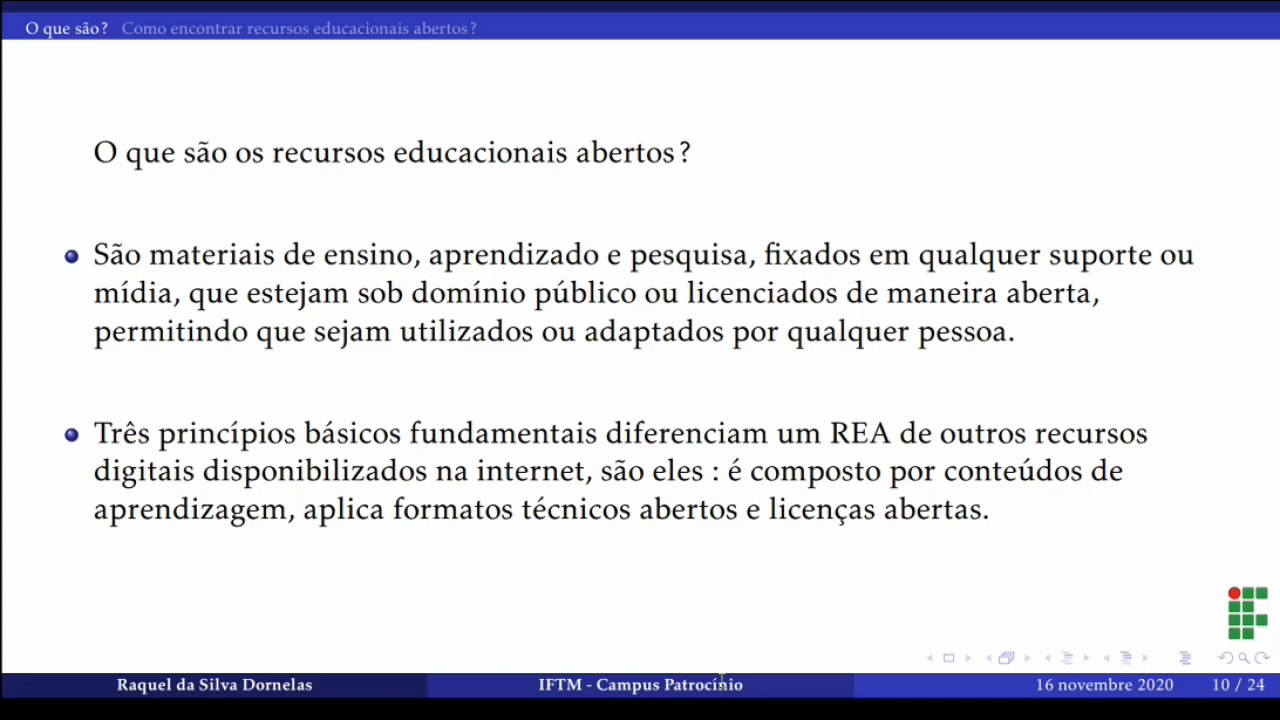 O que são? Como encontrar recursos educacionais abertos?
O que são os recursos educacionais abertos?
São materiais de ensino, aprendizado e pesquisa, fixados em qualquer suporte ou
mídia, que estejam sob domínio público ou licenciados de maneira aberta,
permitindo que sejam utilizados ou adaptados por qualquer pessoa.
Três princípios básicos fundamentais diferenciam um REA de outros recursos
digitais disponibilizados na internet, são eles : é composto por conteúdos de
aprendizagem, aplica formatos técnicos abertos e licenças abertas.
Raquel da Silva Dornelas IFTM - Campus Patrocínio 16 novembre 2020 10 / 24